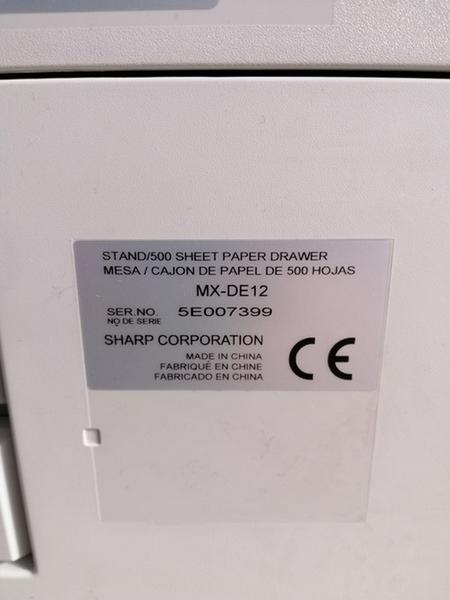 STAND/500 SHEET PAPER DRAWER
MESA / CAJON DE PAPEL DE 500 HOJAS
MX-DE12
SER.NO. 5E007399
NO DE SERIE
SHARP CORPORATION
MADE IN CHINA
FABRIQUÉ EN CHINE
FABRICADO EN CHINA
CE